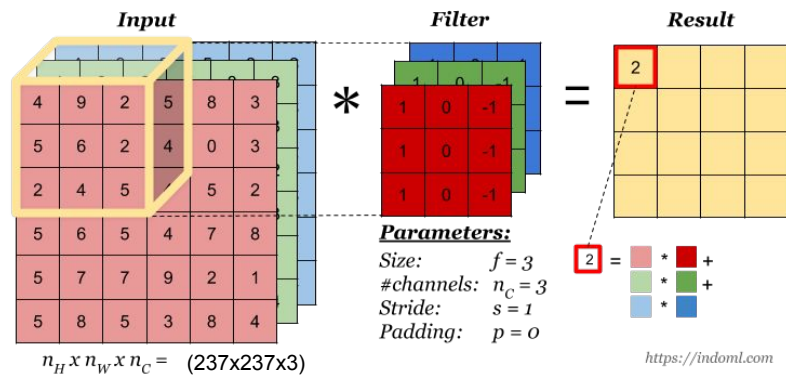 Input
Filter
Result
4 9 2 5 8 3
5 6 2 4 0 3
2 4 5 5 2
5 6 5 4 7 8
5 7 7 9 2 1
5 8 5 3 8 4
*
1 0 -1
1 0 -1
1 0 -1
1 0 -1
=
2
n_H x n_W x n_C = (237x237x3)
Parameters:
Size: f = 3
#channels: n_C = 3
Stride: s = 1
Padding: p = 0
2 = * +
* +
*
https://indoml.com